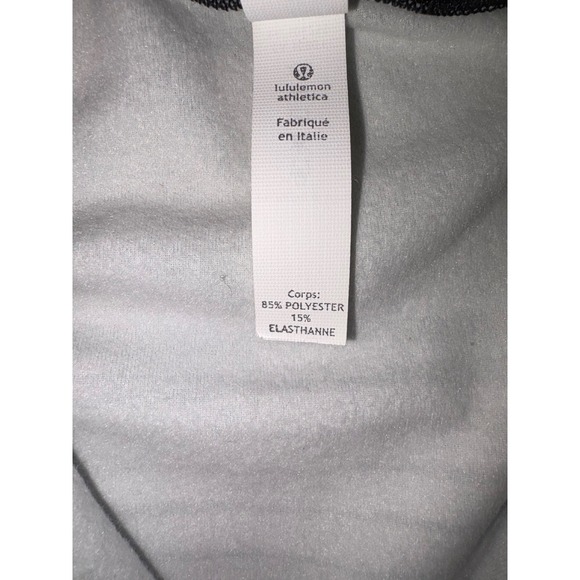 lululemon
athletica
Fabriqué
en Italie
Corps:
85% POLYESTER
15%
ELASTHANNE